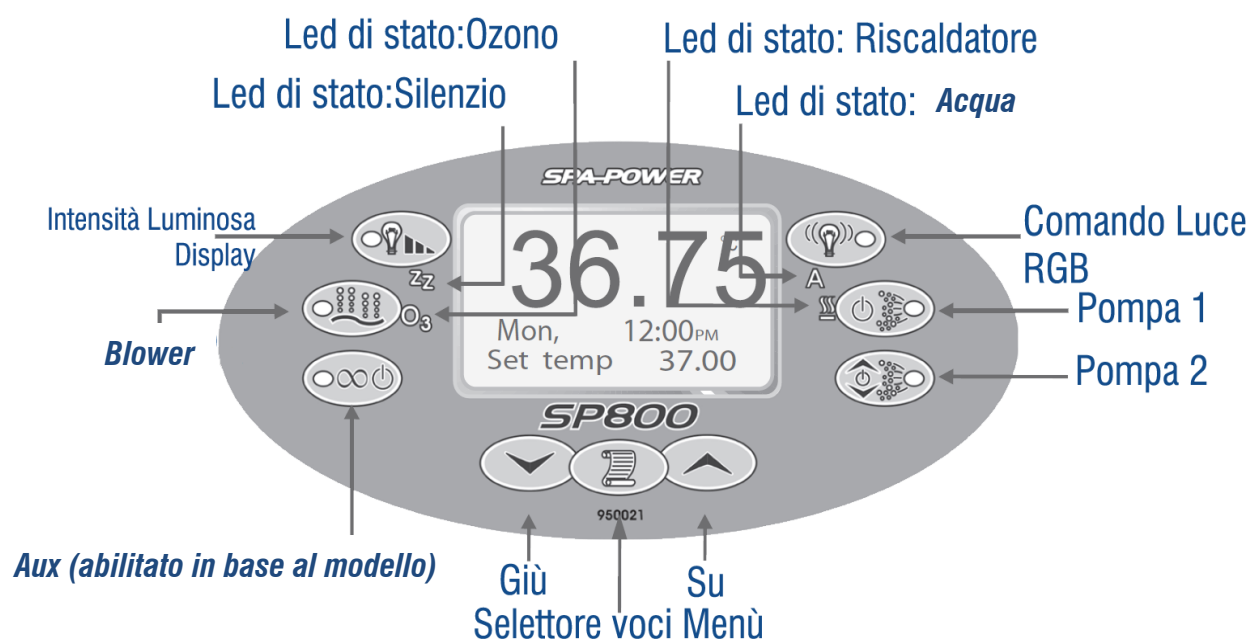 Led di stato:Ozono
Led di stato: Riscaldatore
Led di stato:Silenzio
Led di stato: Acqua
SPA-POWER
Intensità Luminosa
Display
Comando Luce
RGB
36.75
°C
ZZ
A
O3
Pompa 1
Mon, 12:00PM
Blower
Set temp 37.00
Pompa 2
SP800
950021
Aux (abilitato in base al modello)
Giù
Su
Selettore voci Menù